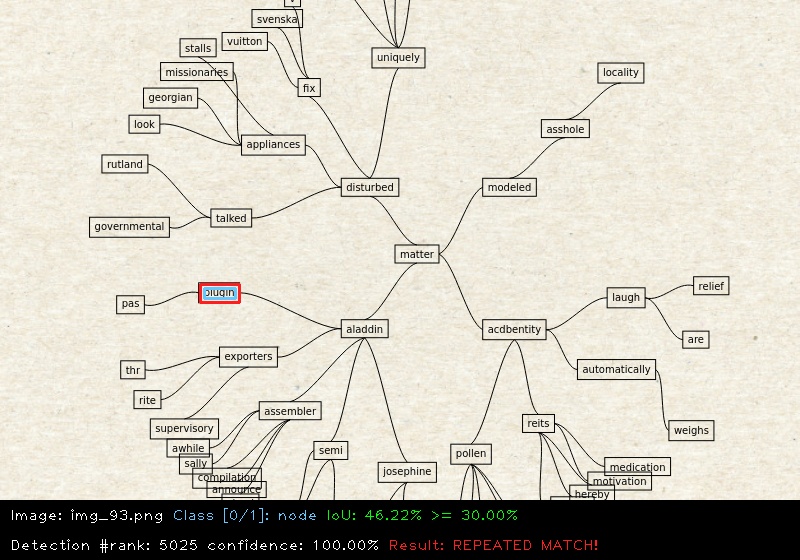 svenska
vuitton
uniquely
stalls
missionaries
locality
fix
georgian
look
asshole
appliances
rutland
disturbed
modeled
governmental
talked
matter
plugin
relief
pas
laugh
aladdin
acdbentity
are
exporters
thr
automatically
rite
assembler
supervisory
reits
weighs
awhile
semi
pollen
sally
josephine
medication
compilation
motivation
announce
hereby
Image: img_93.png Class [0/1]: node IoU: 46.22% >= 30.00%
Detection #rank: 5025 confidence: 100.00% Result: REPEATED MATCH!